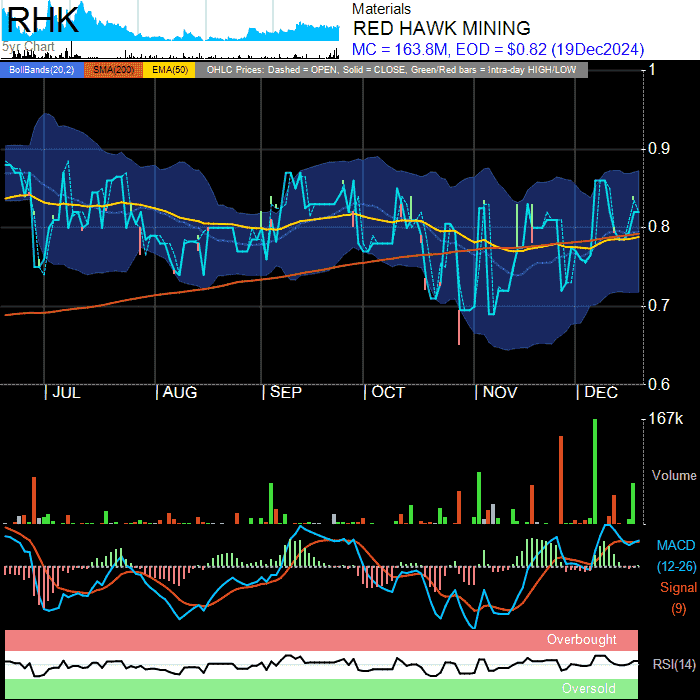 RHK
5yr Chart
Materials
RED HAWK MINING
MC = 163.8M, EOD = $0.82 (19Dec2024)
BollBands(20,2) SMA(200) EMA(50) OHLC Prices: Dashed = OPEN, Solid = CLOSE, Green/Red bars = Intra-day HIGH/LOW
1
0.9
0.8
0.7
0.6
JUL AUG SEP OCT NOV DEC
167k
Volume
MACD
(12-26)
Signal
(9)
Overbought
RSI(14)
Oversold